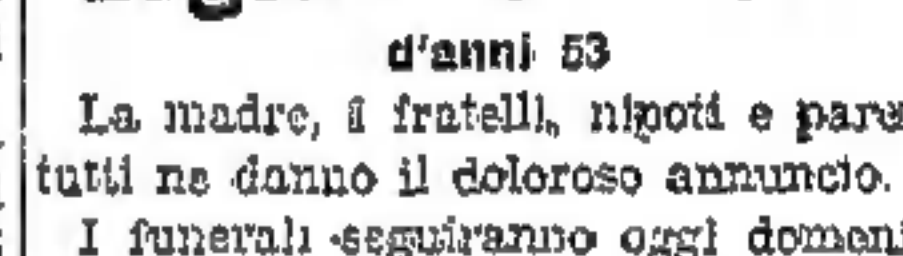 d'anni 53
La madre, i fratelli, nipoti e pare
tutti ne danno il doloroso annuncio.
I funerali seguiranno oggi domeni